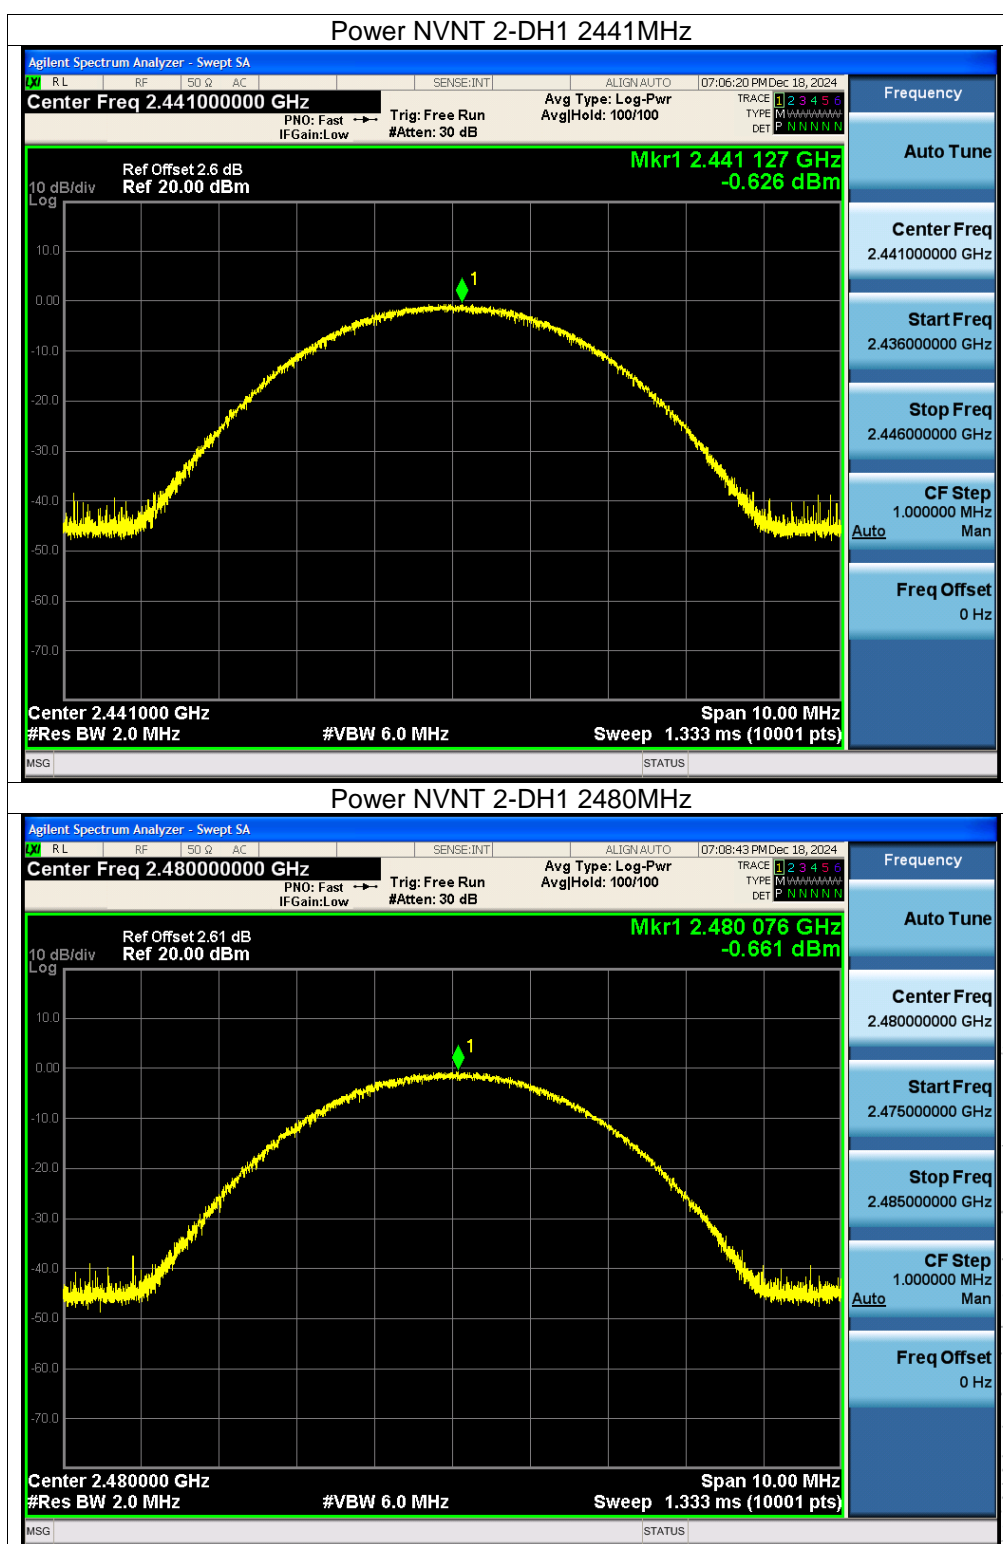 Power NVNT 2-DH1 2441MHz
Agilent Spectrum Analyzer - Swept SA
LXI RL RF 50 Ω AC SENSE:INT ALIGN AUTO 07:06:20 PM Dec 18, 2024
Center Freq 2.441000000 GHz
PNO: Fast
IFGain:Low
Trig: Free Run
#Atten: 30 dB
Avg Type: Log-Pwr
Avg|Hold: 100/100
TRACE 1 2 3 4 5 6
TYPE M WWWWW
DET P N N N N N
Ref Offset 2.6 dB
Ref 20.00 dBm
10 dB/div
Log
Mkr1 2.441 127 GHz
-0.626 dBm
1
10.0
0.00
-10.0
-20.0
-30.0
-40.0
-50.0
-60.0
-70.0
Center 2.441000 GHz
#Res BW 2.0 MHz
#VBW 6.0 MHz
Span 10.00 MHz
Sweep 1.333 ms (10001 pts)
MSG
STATUS
Frequency
Auto Tune
Center Freq
2.441000000 GHz
Start Freq
2.436000000 GHz
Stop Freq
2.446000000 GHz
CF Step
1.000000 MHz
Auto Man
Freq Offset
0 Hz
Power NVNT 2-DH1 2480MHz
Agilent Spectrum Analyzer - Swept SA
LXI RL RF 50 Ω AC SENSE:INT ALIGN AUTO 07:08:43 PM Dec 18, 2024
Center Freq 2.480000000 GHz
PNO: Fast
IFGain:Low
Trig: Free Run
#Atten: 30 dB
Avg Type: Log-Pwr
Avg|Hold: 100/100
TRACE 1 2 3 4 5 6
TYPE M WWWWW
DET P N N N N N
Ref Offset 2.61 dB
Ref 20.00 dBm
10 dB/div
Log
Mkr1 2.480 076 GHz
-0.661 dBm
1
10.0
0.00
-10.0
-20.0
-30.0
-40.0
-50.0
-60.0
-70.0
Center 2.480000 GHz
#Res BW 2.0 MHz
#VBW 6.0 MHz
Span 10.00 MHz
Sweep 1.333 ms (10001 pts)
MSG
STATUS
Frequency
Auto Tune
Center Freq
2.480000000 GHz
Start Freq
2.475000000 GHz
Stop Freq
2.485000000 GHz
CF Step
1.000000 MHz
Auto Man
Freq Offset
0 Hz